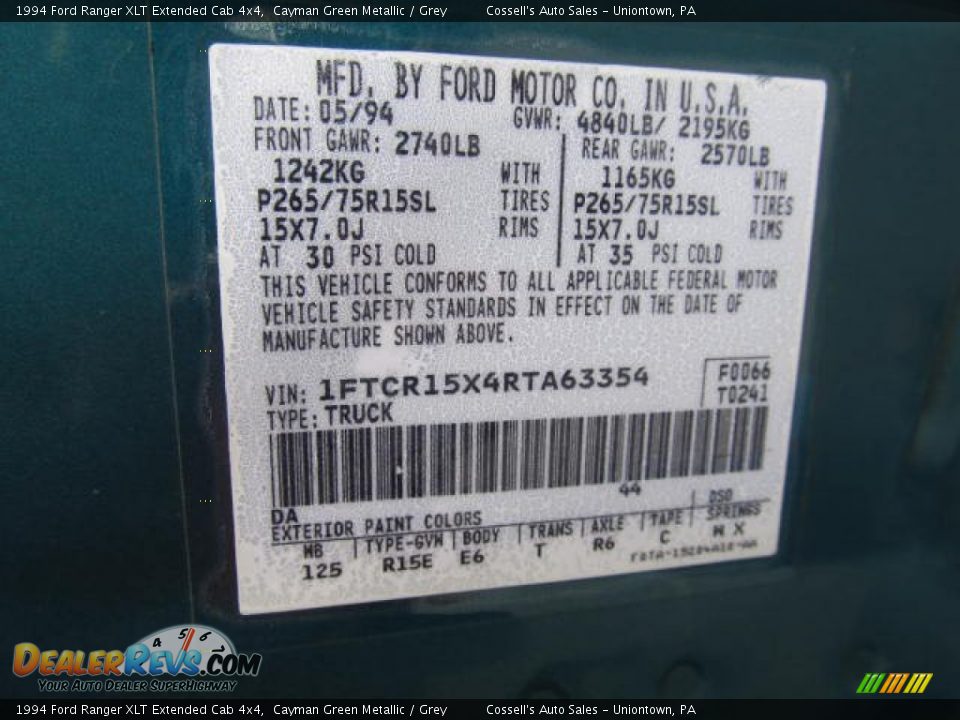 1994 Ford Ranger XLT Extended Cab 4x4, Cayman Green Metallic / Grey Cossell's Auto Sales - Uniontown, PA
MFD. BY FORD MOTOR CO. IN U.S.A.
DATE: 05/94 GVWR: 4840LB/ 2195KG
FRONT GAWR: 2740LB REAR GAWR: 2570LB
1242KG WITH 1165KG WITH
P265/75R15SL TIRES P265/75R15SL TIRES
15X7.0J RIMS 15X7.0J RIMS
AT 30 PSI COLD AT 35 PSI COLD
THIS VEHICLE CONFORMS TO ALL APPLICABLE FEDERAL MOTOR
VEHICLE SAFETY STANDARDS IN EFFECT ON THE DATE OF
MANUFACTURE SHOWN ABOVE.
VIN: 1FTCR15X4RTA63354 F0066
TYPE: TRUCK T0241
44
DA DSO
EXTERIOR PAINT COLORS
WB TYPE-GVW BODY TRANS AXLE TAPE SPRINGS
125 R15E E6 T R6 C M X
4 5 6
DEALERREVS.COM
YOUR AUTO DEALER SUPERHIGHWAY
1994 Ford Ranger XLT Extended Cab 4x4, Cayman Green Metallic / Grey Cossell's Auto Sales - Uniontown, PA